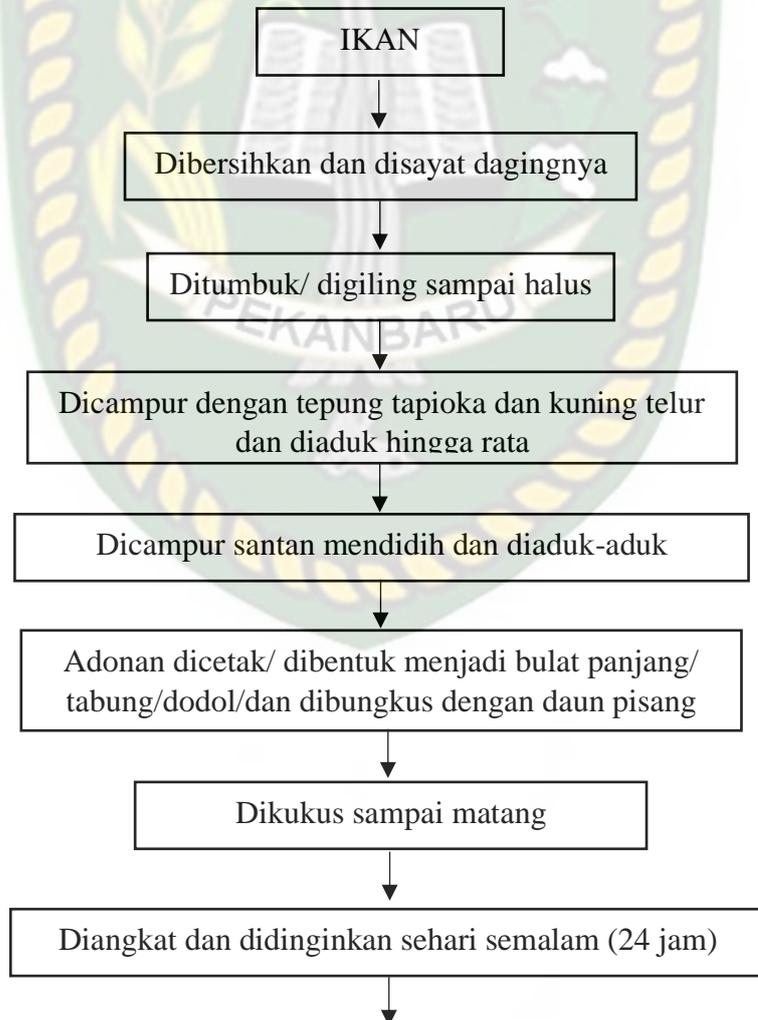 IKAN
Dibersihkan dan disayat dagingnya
Ditumbuk/ digiling sampai halus
PEKANBARU
Dicampur dengan tepung tapioka dan kuning telur
dan diaduk hingga rata
Dicampur santan mendidih dan diaduk-aduk
Adonan dicetak/ dibentuk menjadi bulat panjang/
tabung/dodol/dan dibungkus dengan daun pisang
Dikukus sampai matang
Diangkat dan didinginkan sehari semalam (24 jam)